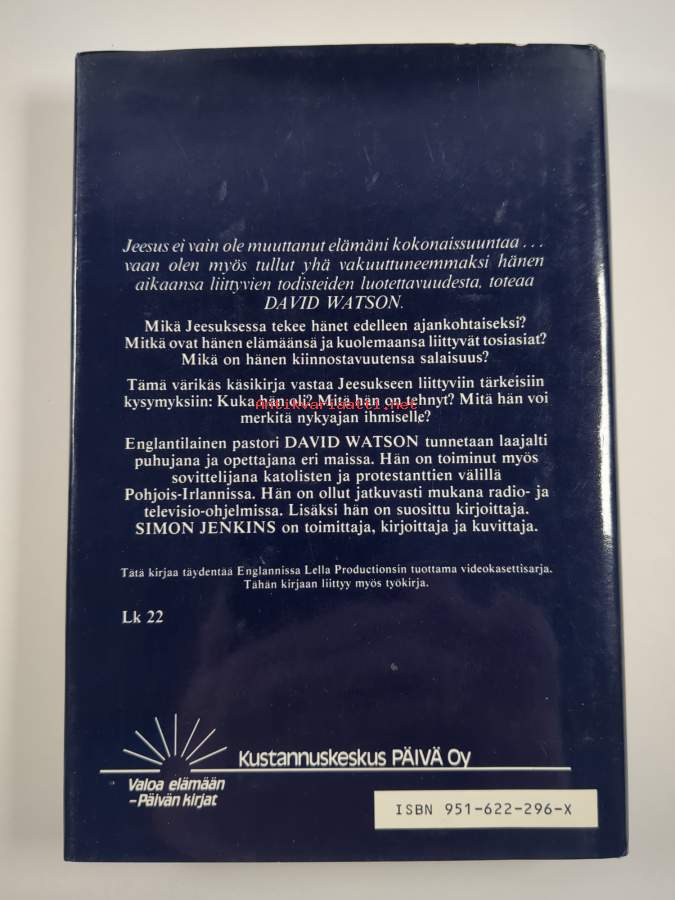 Jeesus ei vain ole muuttanut elämäni kokonaissuuntaa . . .
vaan olen myös tullut yhä vakuuttuneemmaksi hänen
aikaansa liittyvien todisteiden luotettavuudesta, toteaa
DAVID WATSON.
Mikä Jeesuksessa tekee hänet edelleen ajankohtaiseksi?
Mitkä ovat hänen elämäänsä ja kuolemaansa liittyvät tosiasiat?
Mikä on hänen kiinnostavuutensa salaisuus?
Tämä värikäs käsikirja vastaa Jeesukseen liittyviin tärkeisiin
kysymyksiin: Kuka hän oli? Mitä hän on tehnyt? Mitä hän voi
Antikvariaatti.net
merkitä nykyajan ihmiselle?
Englantilainen pastori DAVID WATSON tunnetaan laajalti
puhujana ja opettajana eri maissa. Hän on toiminut myös
sovittelijana katolisten ja protestanttien välillä
Pohjois-Irlannissa. Hän on ollut jatkuvasti mukana radio- ja
televisio-ohjelmissa. Lisäksi hän on suosittu kirjoittaja.
SIMON JENKINS on toimittaja, kirjoittaja ja kuvittaja.
Tätä kirjaa täydentää Englannissa Lella Productionsin tuottama videokasettisarja.
Tähän kirjaan liittyy myös työkirja.
Lk 22
Kustannuskeskus PÄIVÄ Oy
Valoa elämään
–Päivän kirjat
ISBN 951-622-296-X